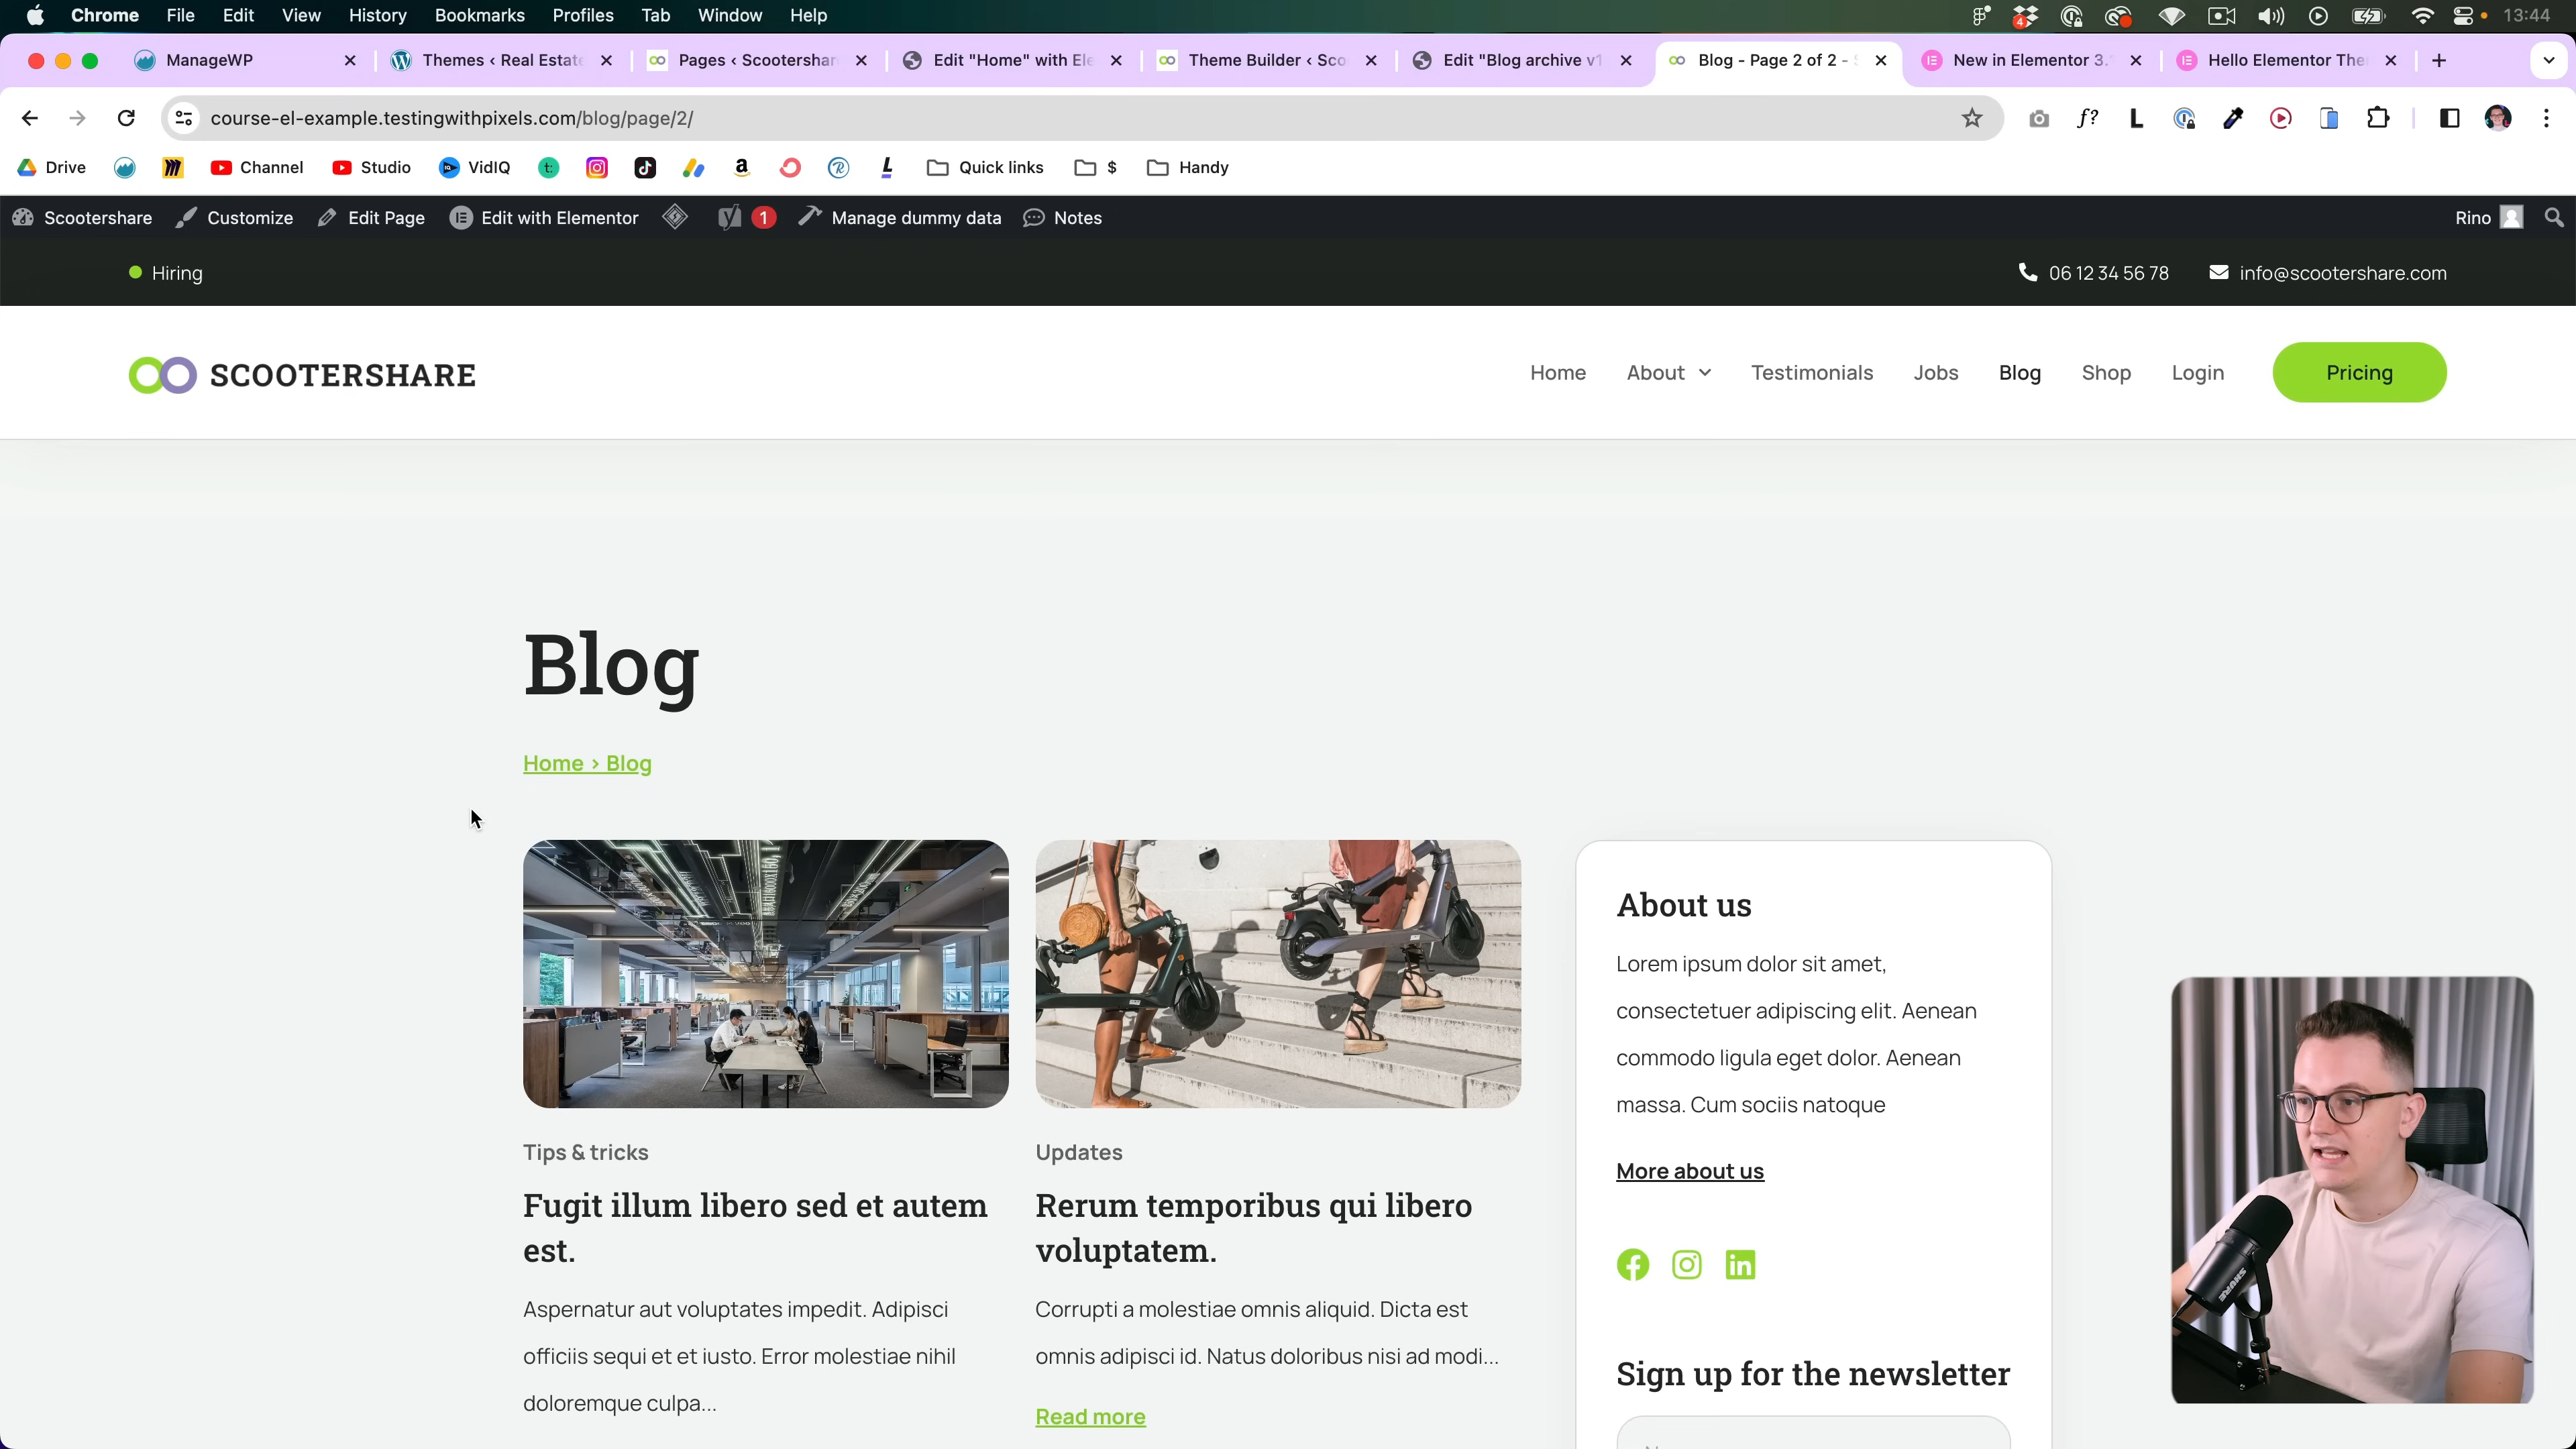 Chrome File Edit View History Bookmarks Profiles Tab Window Help 4 13:44
ManageWP Themes ‹ Real Estate Pages ‹ Scootershar Edit "Home" with Ele Theme Builder ‹ Sco Edit "Blog archive v1 Blog - Page 2 of 2 - New in Elementor 3. Hello Elementor The
course-el-example.testingwithpixels.com/blog/page/2/ f? L
Drive Channel Studio VidIQ Quick links $ Handy
Scootershare Customize Edit Page Edit with Elementor 1 Manage dummy data Notes Rino
Hiring 06 12 34 56 78 info@scootershare.com
SCOOTERSHARE Home About Testimonials Jobs Blog Shop Login Pricing
Blog
Home > Blog
Tips & tricks
Fugit illum libero sed et autem
est.
Aspernatur aut voluptates impedit. Adipisci
officiis sequi et et iusto. Error molestiae nihil
doloremque culpa...
Updates
Rerum temporibus qui libero
voluptatem.
Corrupti a molestiae omnis aliquid. Dicta est
omnis adipisci id. Natus doloribus nisi ad modi...
Read more
About us
Lorem ipsum dolor sit amet,
consectetuer adipiscing elit. Aenean
commodo ligula eget dolor. Aenean
massa. Cum sociis natoque
More about us
Sign up for the newsletter
SHURE